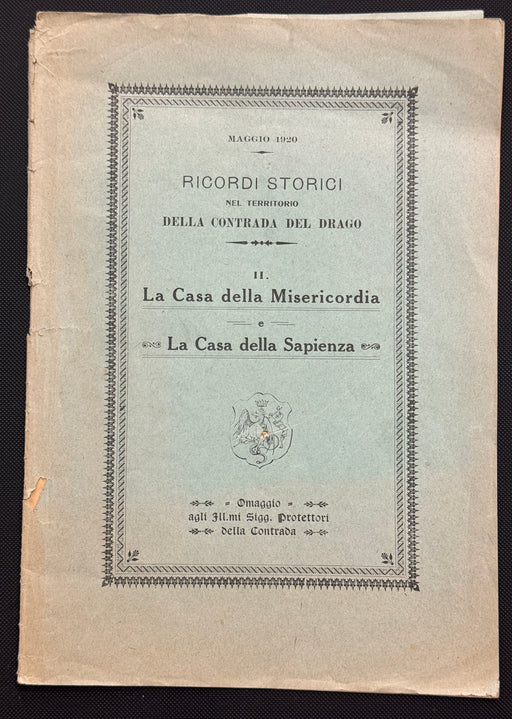 MAGGIO 1920
RICORDI STORICI
NEL TERRITORIO
DELLA CONTRADA DEL DRAGO
II.
La Casa della Misericordia
e
La Casa della Sapienza
Omaggio
agli Ill.mi Sigg. Protettori
della Contrada